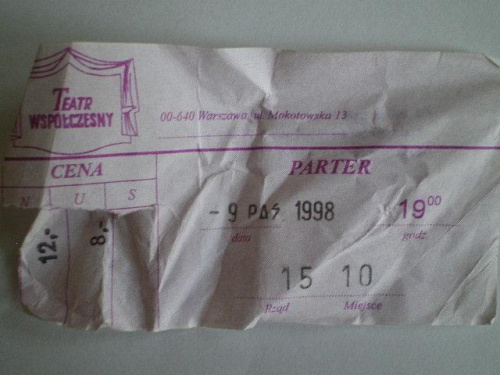 TEATR
WSPÓŁCZESNY
00-640 Warszawa, ul. Mokotowska 13
CENA
PARTER
N U S
- 9 PAŹ 1998
19⁰⁰
data
godz.
12,-
8,-
15 10
Rząd
Miejsce